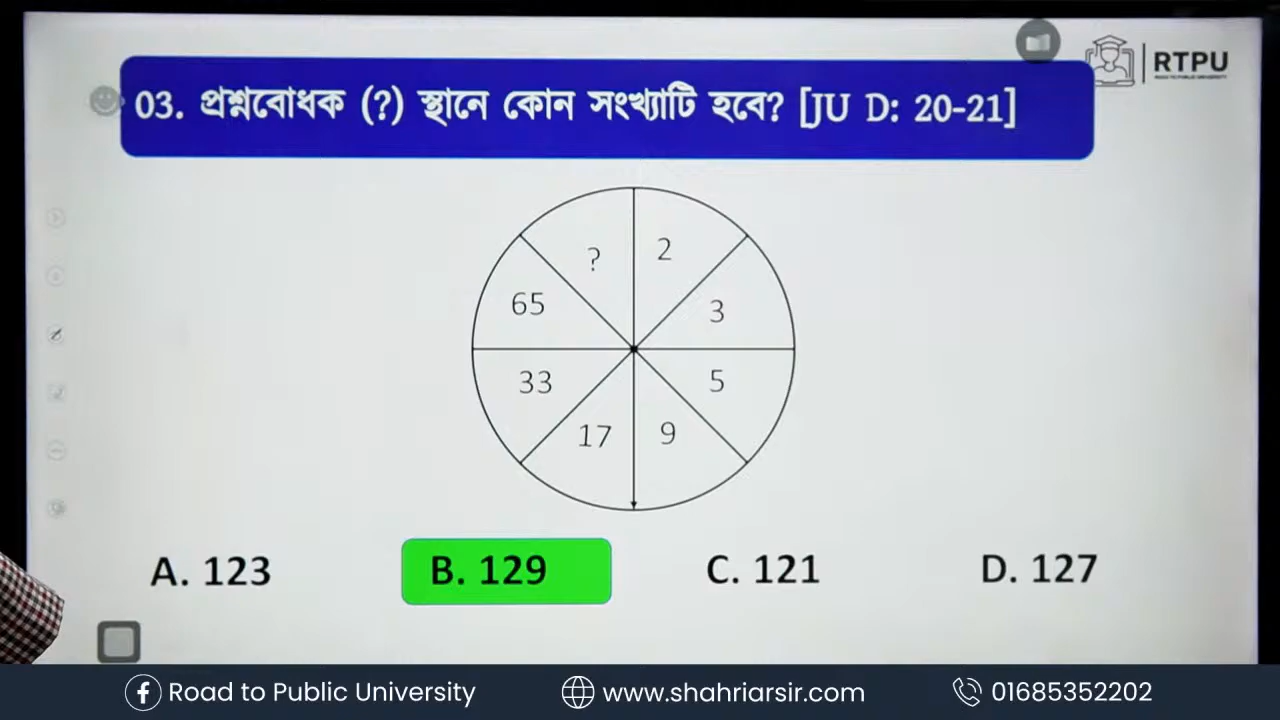 RTPU
03. প্রশ্নবোধক (?) স্থানে কোন সংখ্যাটি হবে? [JU D: 20-21]
? 2
65 3
33 5
17 9
A. 123 B. 129 C. 121 D. 127
Road to Public University www.shahriarsir.com 01685352202